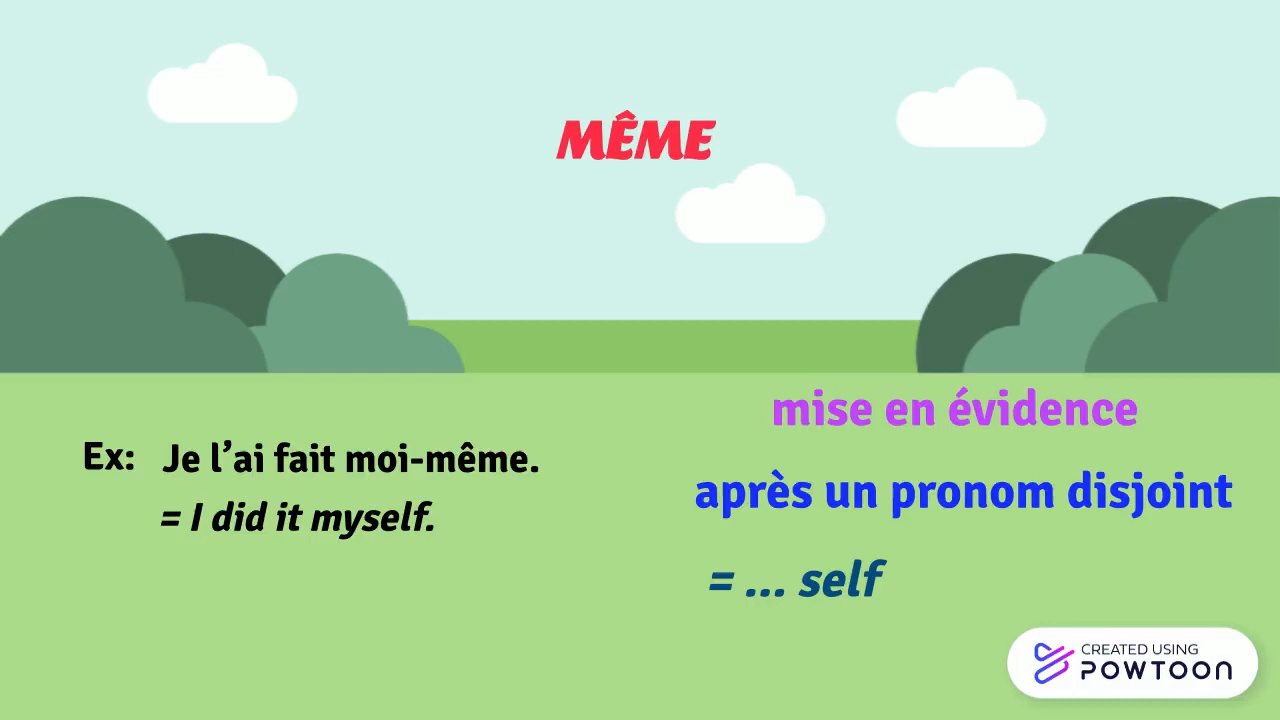 MÊME
Ex: Je l’ai fait moi-même.
= I did it myself.
mise en évidence
après un pronom disjoint
= ... self
CREATED USING
POWTOON